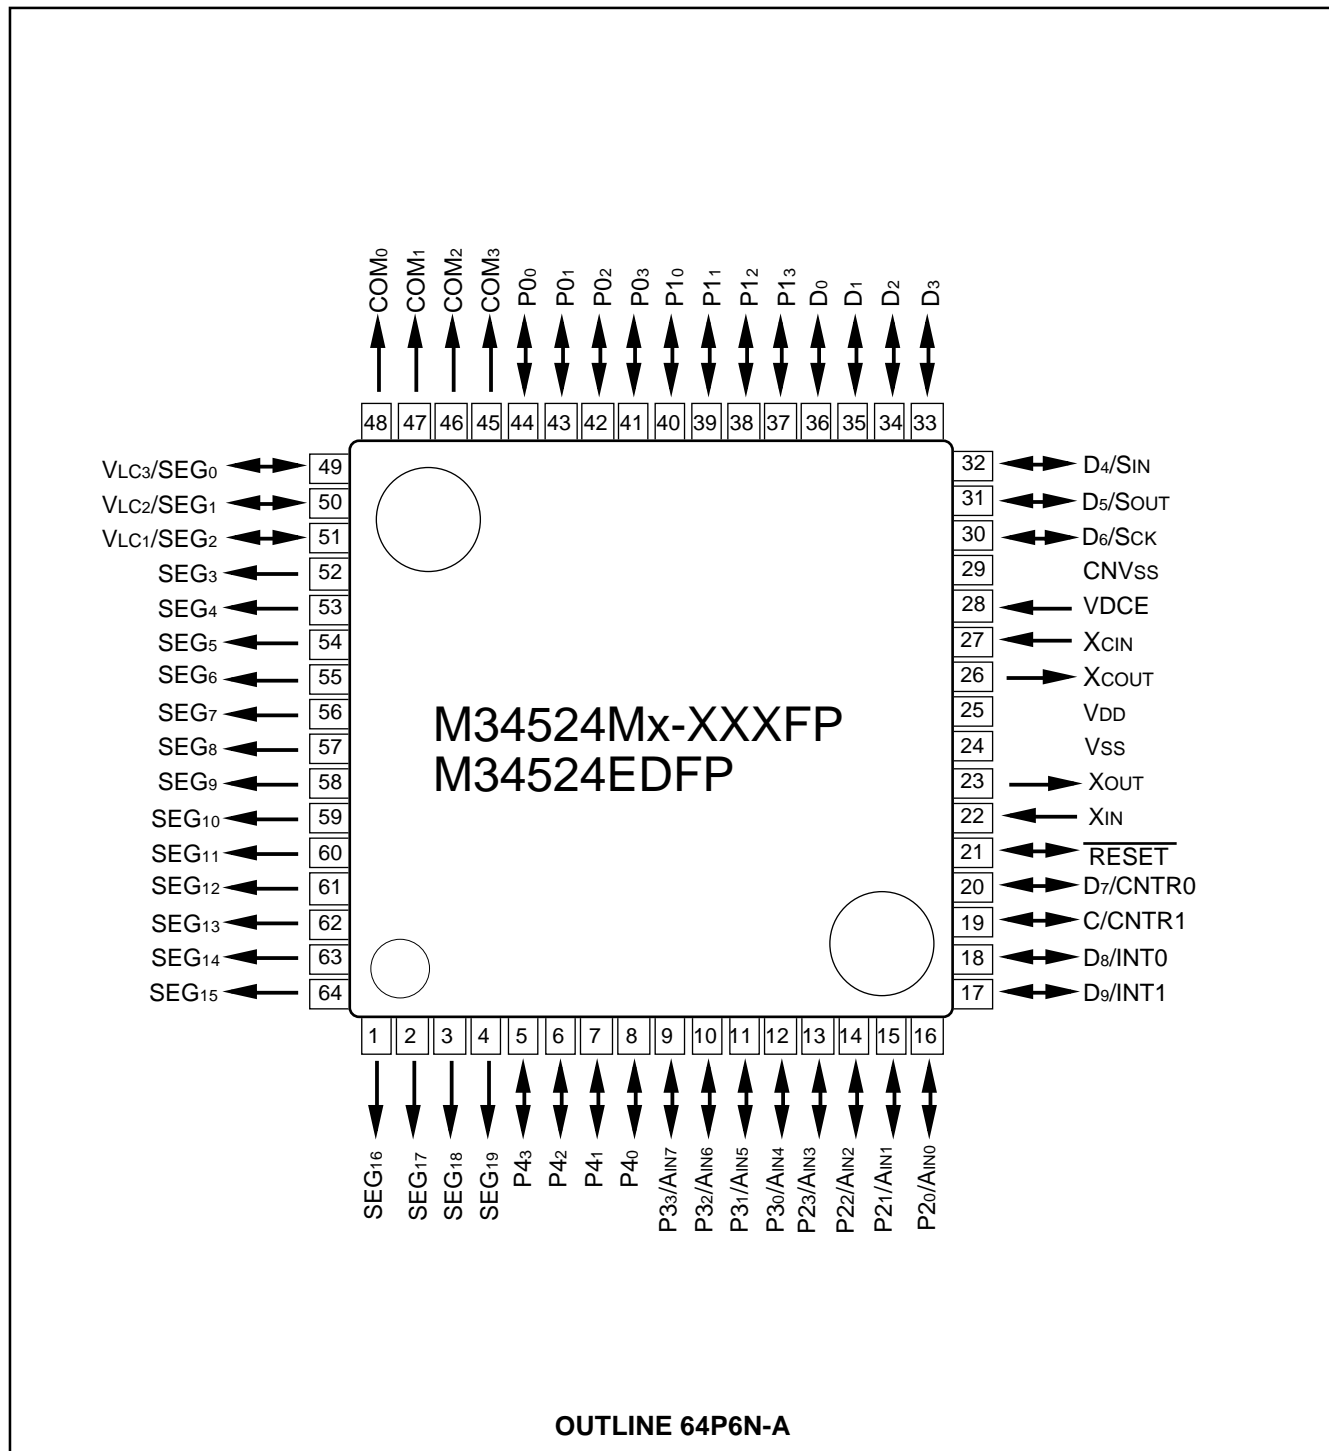 COM0 COM1 COM2 COM3 P00 P01 P02 P03 P10 P11 P12 P13 D0 D1 D2 D3
48 47 46 45 44 43 42 41 40 39 38 37 36 35 34 33
VLC3/SEG0 49 32 D4/SIN
VLC2/SEG1 50 31 D5/SOUT
VLC1/SEG2 51 30 D6/SCK
SEG3 52 29 CNVSS
SEG4 53 28 VDCE
SEG5 54 27 XCIN
SEG6 55 26 XCOUT
SEG7 56 25 VDD
SEG8 57 24 VSS
SEG9 58 23 XOUT
SEG10 59 22 XIN
SEG11 60 21 RESET
SEG12 61 20 D7/CNTR0
SEG13 62 19 C/CNTR1
SEG14 63 18 D8/INT0
SEG15 64 17 D9/INT1
M34524Mx-XXXFP
M34524EDFP
1 2 3 4 5 6 7 8 9 10 11 12 13 14 15 16
SEG16 SEG17 SEG18 SEG19 P43 P42 P41 P40 P33/AIN7 P32/AIN6 P31/AIN5 P30/AIN4 P23/AIN3 P22/AIN2 P21/AIN1 P20/AIN0
OUTLINE 64P6N-A